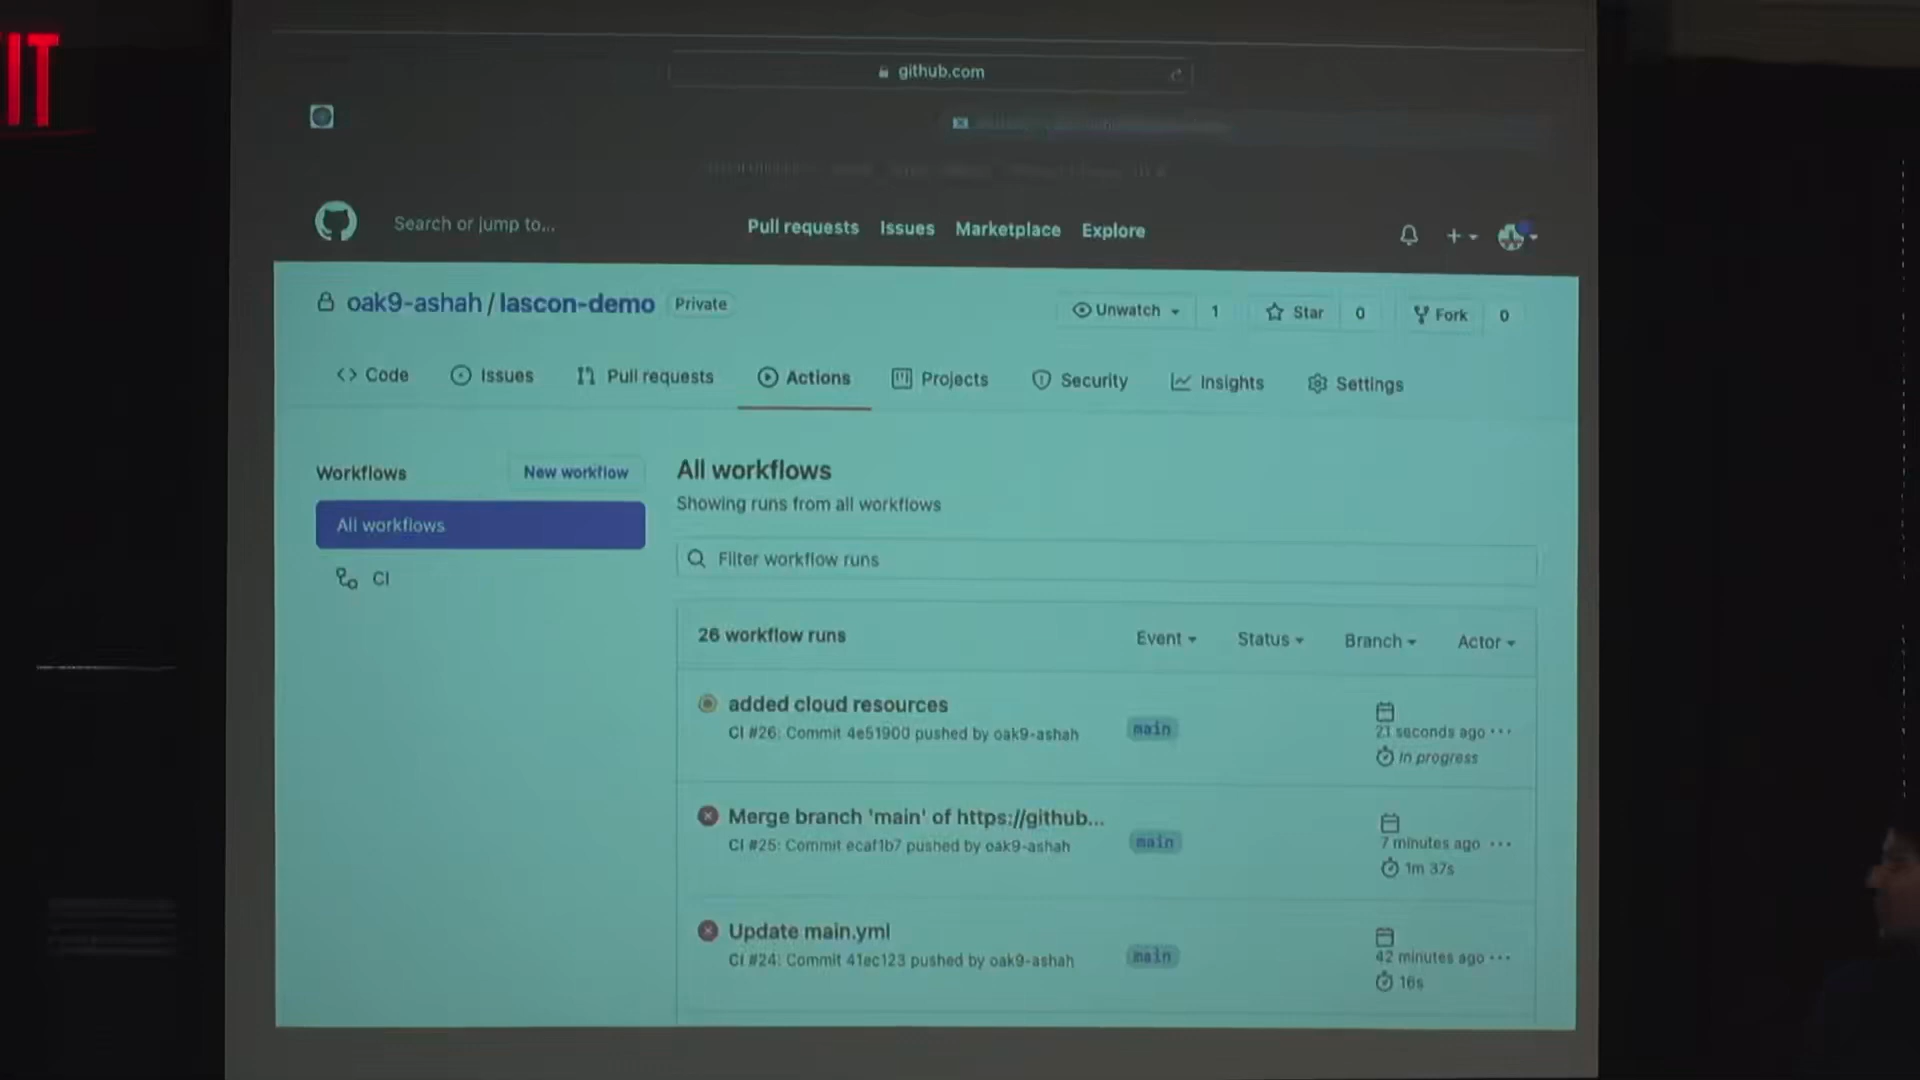 IT
github.com
Search or jump to...
Pull requests Issues Marketplace Explore
oak9-ashah / lascon-demo Private
Unwatch 1 Star 0 Fork 0
<> Code Issues Pull requests Actions Projects Security Insights Settings
Workflows New workflow
All workflows
CI
All workflows
Showing runs from all workflows
Filter workflow runs
26 workflow runs Event Status Branch Actor
added cloud resources
CI #26: Commit 4e51900 pushed by oak9-ashah
main
21 seconds ago ...
In progress
Merge branch 'main' of https://github...
CI #25: Commit ecaf1b7 pushed by oak9-ashah
main
7 minutes ago ...
1m 37s
Update main.yml
CI #24: Commit 41ec123 pushed by oak9-ashah
main
42 minutes ago ...
16s